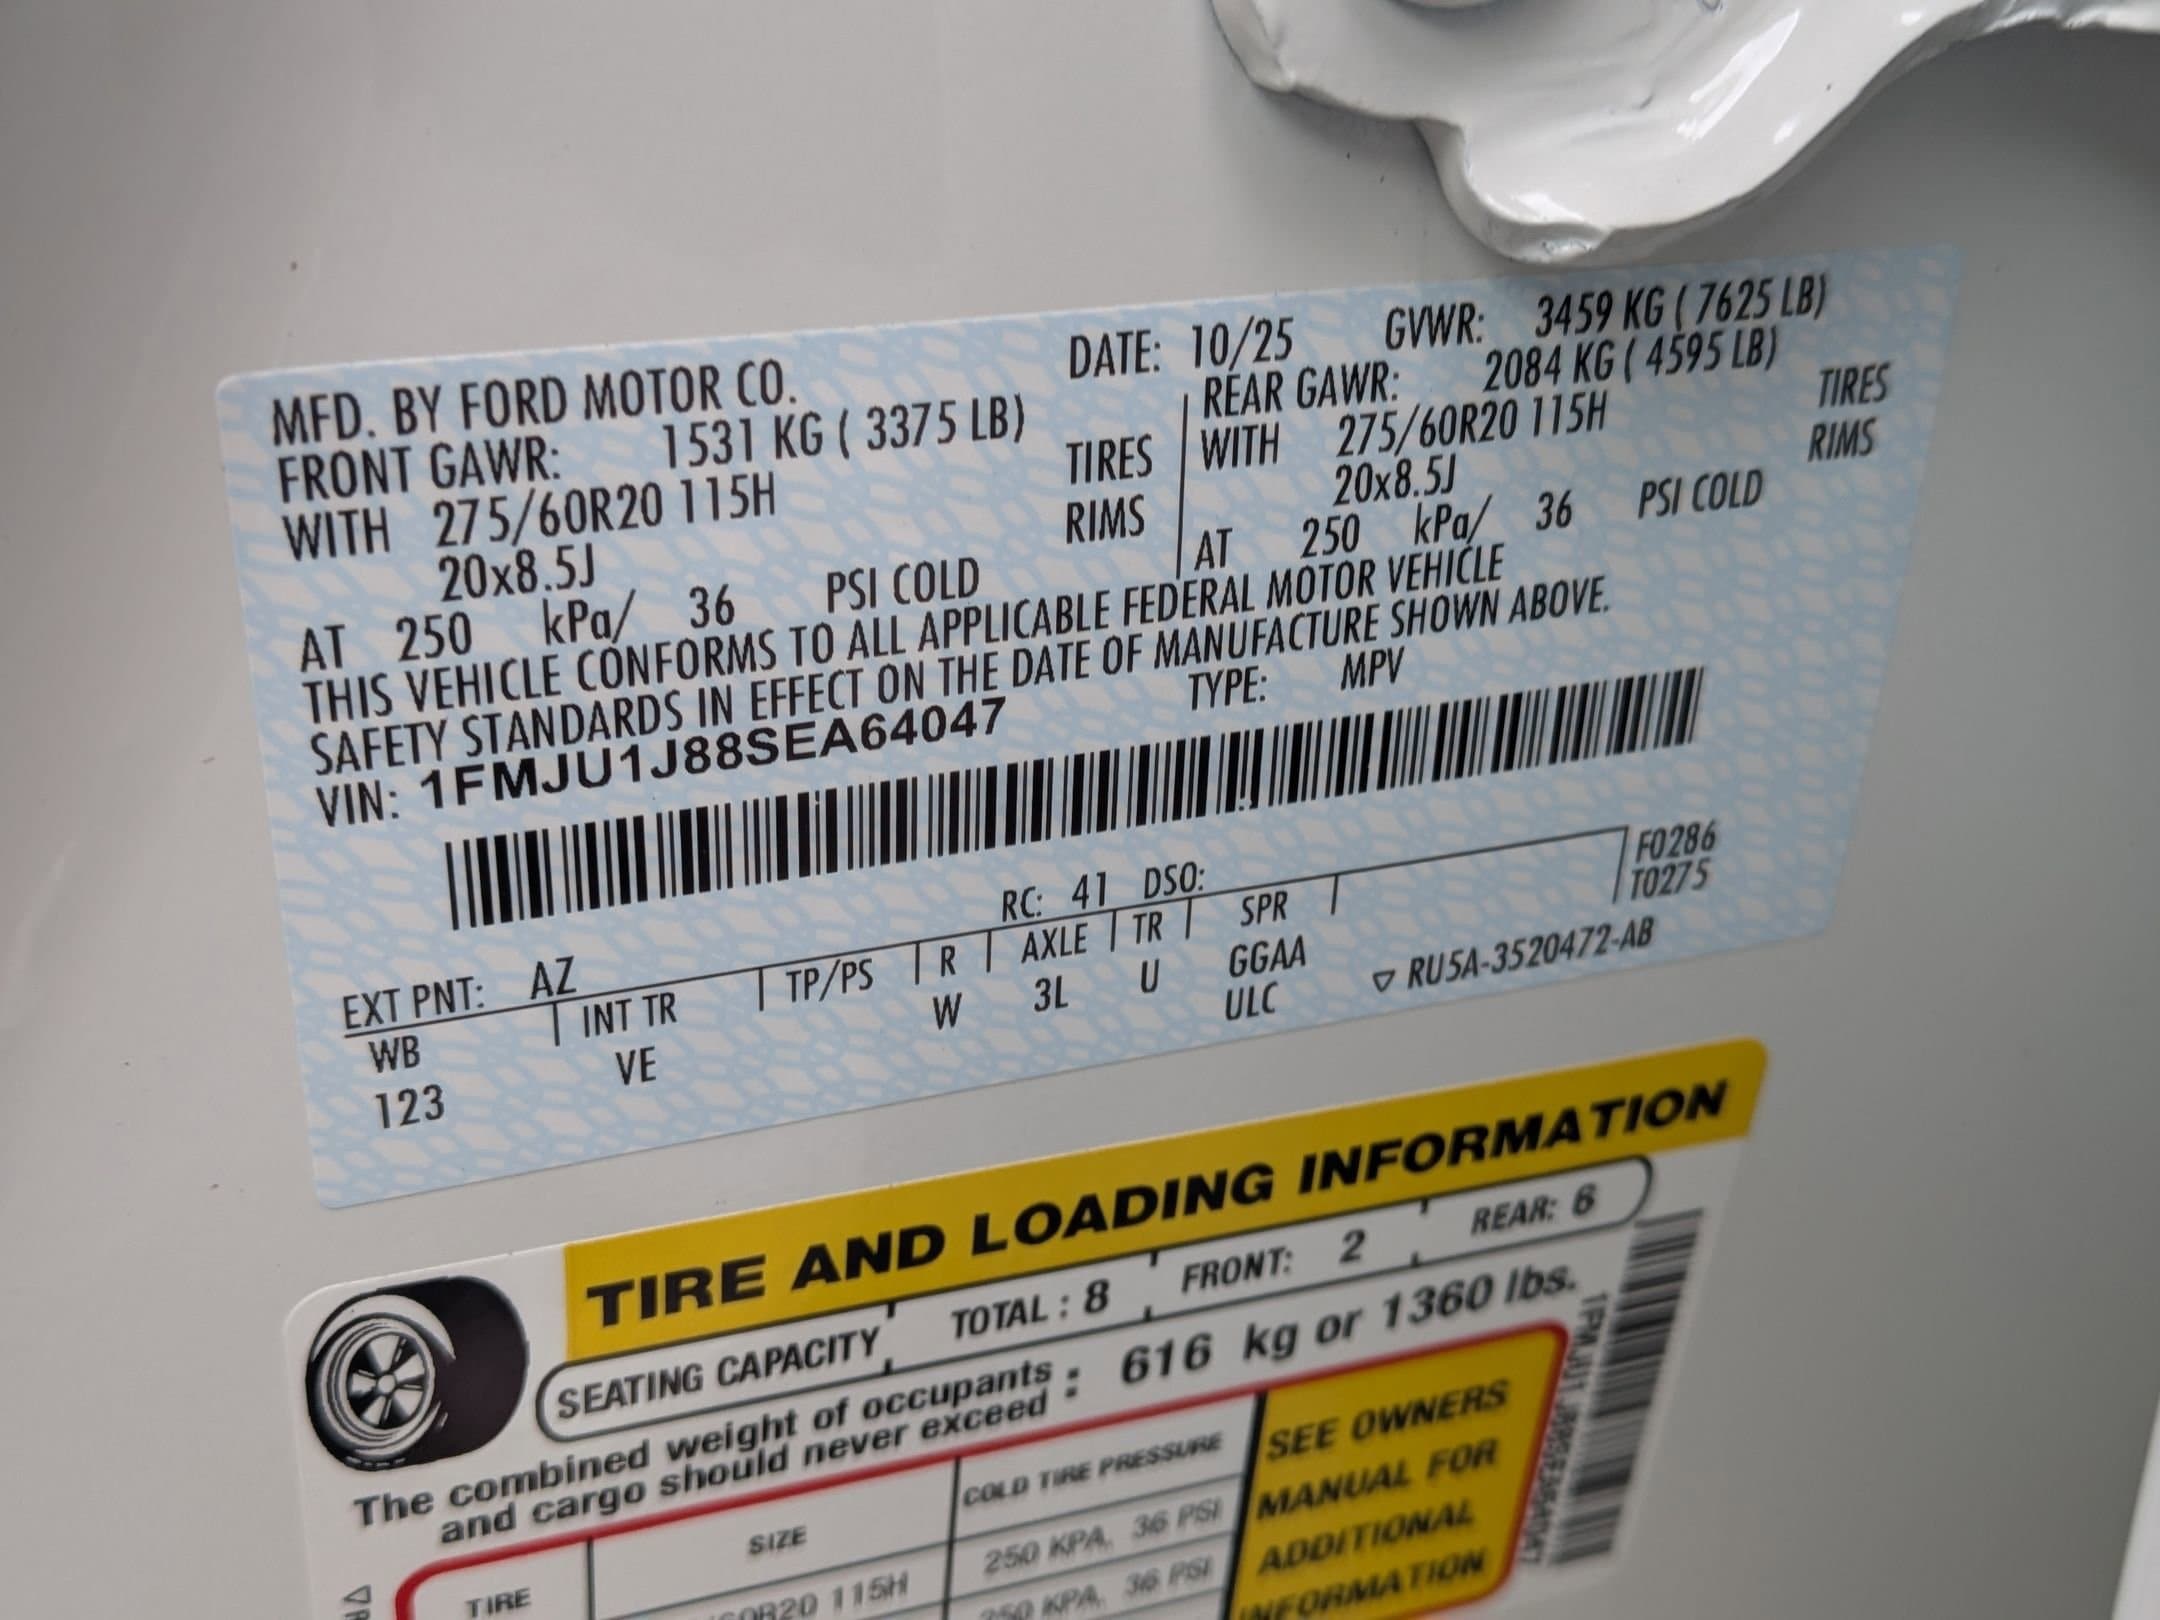 MFD. BY FORD MOTOR CO.
DATE: 10/25 GVWR: 3459 KG ( 7625 LB)
FRONT GAWR: 1531 KG ( 3375 LB)
WITH 275/60R20 115H TIRES
20x8.5J RIMS
AT 250 kPa/ 36 PSI COLD
REAR GAWR: 2084 KG ( 4595 LB)
WITH 275/60R20 115H TIRES
20x8.5J RIMS
AT 250 kPa/ 36 PSI COLD
THIS VEHICLE CONFORMS TO ALL APPLICABLE FEDERAL MOTOR VEHICLE
SAFETY STANDARDS IN EFFECT ON THE DATE OF MANUFACTURE SHOWN ABOVE.
VIN: 1FMJU1J88SEA64047 TYPE: MPV
F0286
T0275
EXT PNT: AZ RC: 41 DSO:
WB INT TR TP/PS R AXLE TR SPR
123 VE W 3L U GGAA
ULC
RU5A-3520472-AB
TIRE AND LOADING INFORMATION
SEATING CAPACITY TOTAL : 8 FRONT: 2 REAR: 6
The combined weight of occupants
and cargo should never exceed : 616 kg or 1360 lbs.
TIRE SIZE COLD TIRE PRESSURE
115H 250 KPA, 36 PSI
250 KPA, 36 PSI
SEE OWNERS
MANUAL FOR
ADDITIONAL
INFORMATION